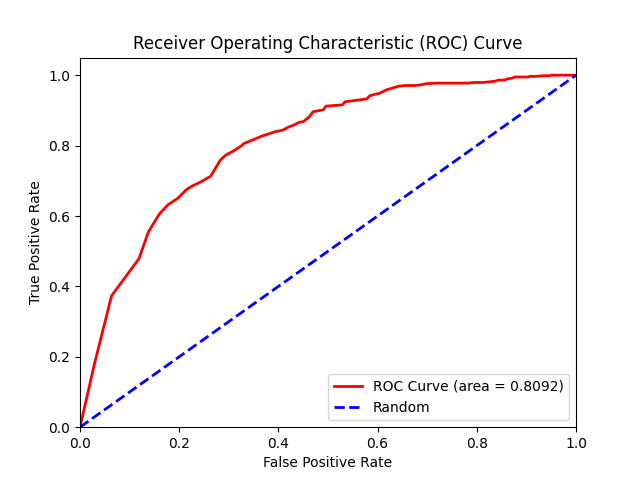 Receiver Operating Characteristic (ROC) Curve
1.0
0.8
0.6
0.4
0.2
0.0
True Positive Rate
ROC Curve (area = 0.8092)
Random
0.0 0.2 0.4 0.6 0.8 1.0
False Positive Rate